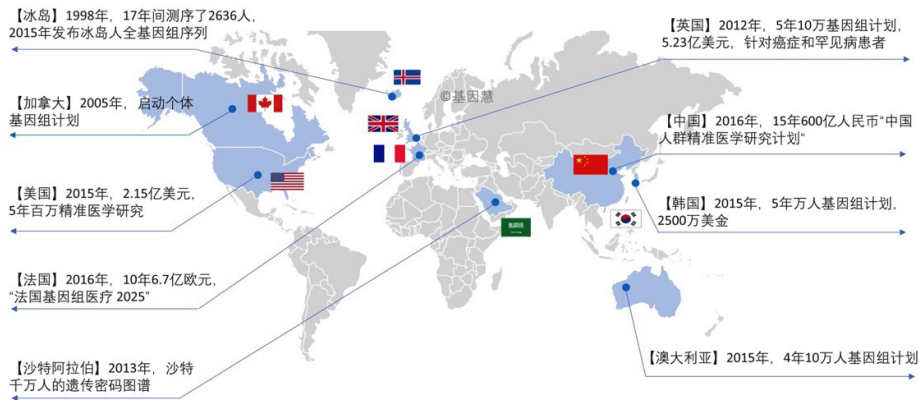 【冰岛】1998年，17年间测序了2636人，
2015年发布冰岛人全基因组序列
【加拿大】2005年，启动个体
基因组计划
【美国】2015年，2.15亿美元，
5年百万精准医学研究
【法国】2016年，10年6.7亿欧元，
“法国基因组医疗 2025”
【沙特阿拉伯】2013年，沙特
千万人的遗传密码图谱
©基因慧
【英国】2012年，5年10万基因组计划，
5.23亿美元，针对癌症和罕见病患者
【中国】2016年，15年600亿人民币“中国
人群精准医学研究计划“
【韩国】2015年，5年万人基因组计划，
2500万美金
【澳大利亚】2015年，4年10万人基因组计划